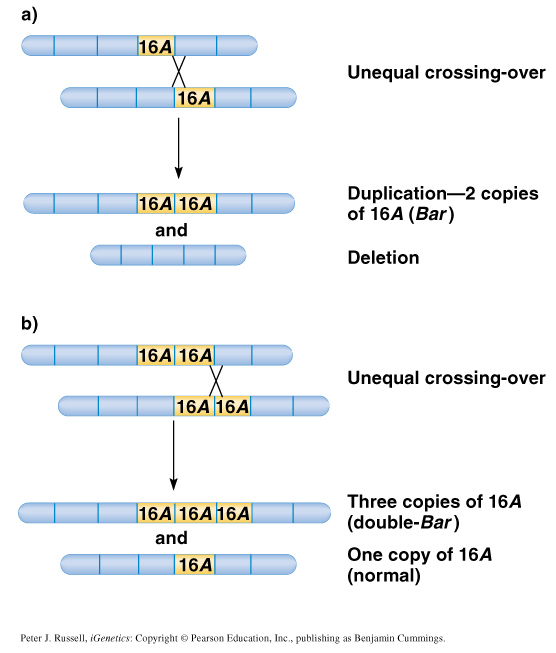 a)
16A
Unequal crossing-over
16A
16A 16A
Duplication—2 copies
of 16A (Bar)
and
Deletion
b)
16A 16A
Unequal crossing-over
16A 16A
16A 16A 16A
Three copies of 16A
(double-Bar)
and
One copy of 16A
(normal)
16A
Peter J. Russell, iGenetics: Copyright © Pearson Education, Inc., publishing as Benjamin Cummings.